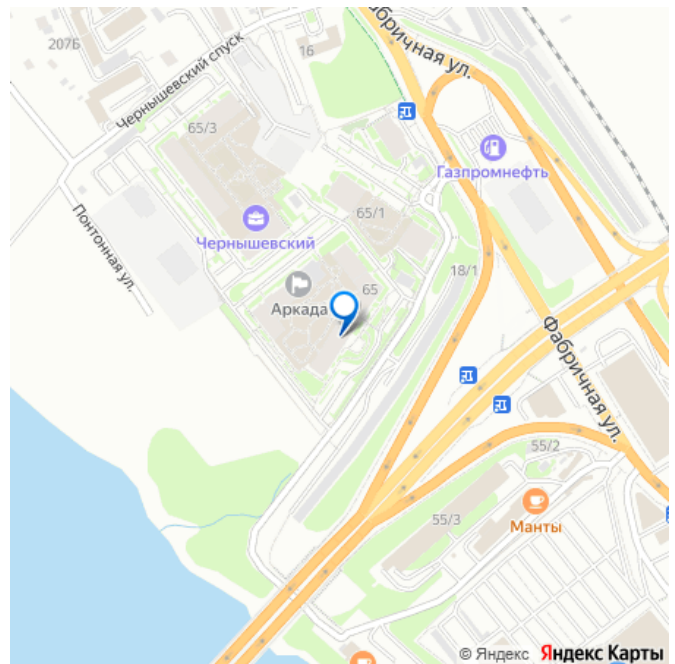 Фабричная ул.
207Б
16
Чернышевский спуск
65/3
Газпромнефть
65/1
Понтонная ул.
Чернышевский
18/1
65
Аркада
Фабричная ул.
55/2
55/3
Манты
© Яндекс Яндекс Карты